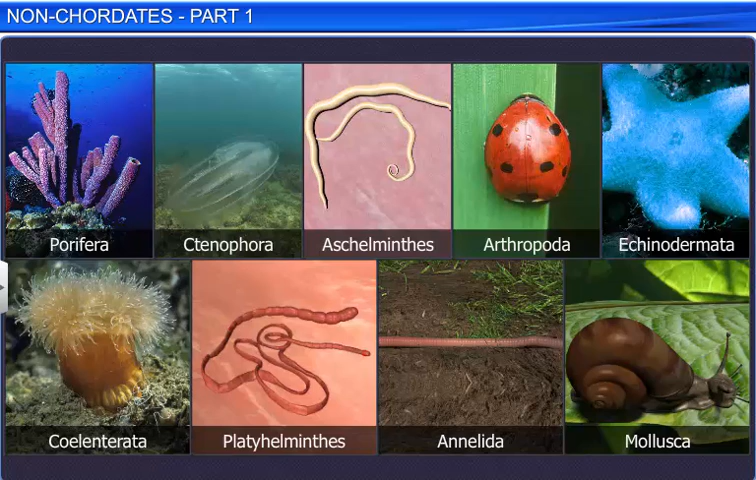 NON-CHORDATES - PART 1
Porifera
Ctenophora
Aschelminthes
Arthropoda
Echinodermata
Coelenterata
Platyhelminthes
Annelida
Mollusca